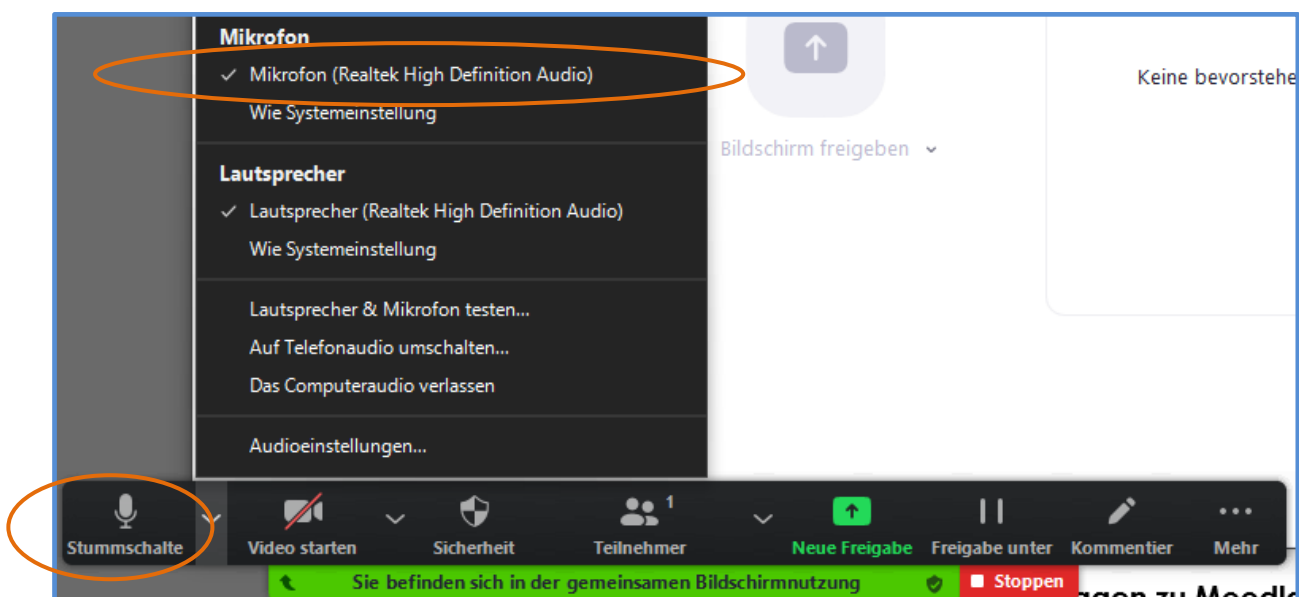 Mikrofon
Mikrofon (Realtek High Definition Audio)
Wie Systemeinstellung
Lautsprecher
Lautsprecher (Realtek High Definition Audio)
Wie Systemeinstellung
Lautsprecher & Mikrofon testen...
Auf Telefonaudio umschalten...
Das Computeraudio verlassen
Audioeinstellungen...
Bildschirm freigeben
Keine bevorstehe
1
Stummschalte Video starten Sicherheit Teilnehmer Neue Freigabe Freigabe unter Kommentier Mehr
Sie befinden sich in der gemeinsamen Bildschirmnutzung Stoppen
zu Moodle